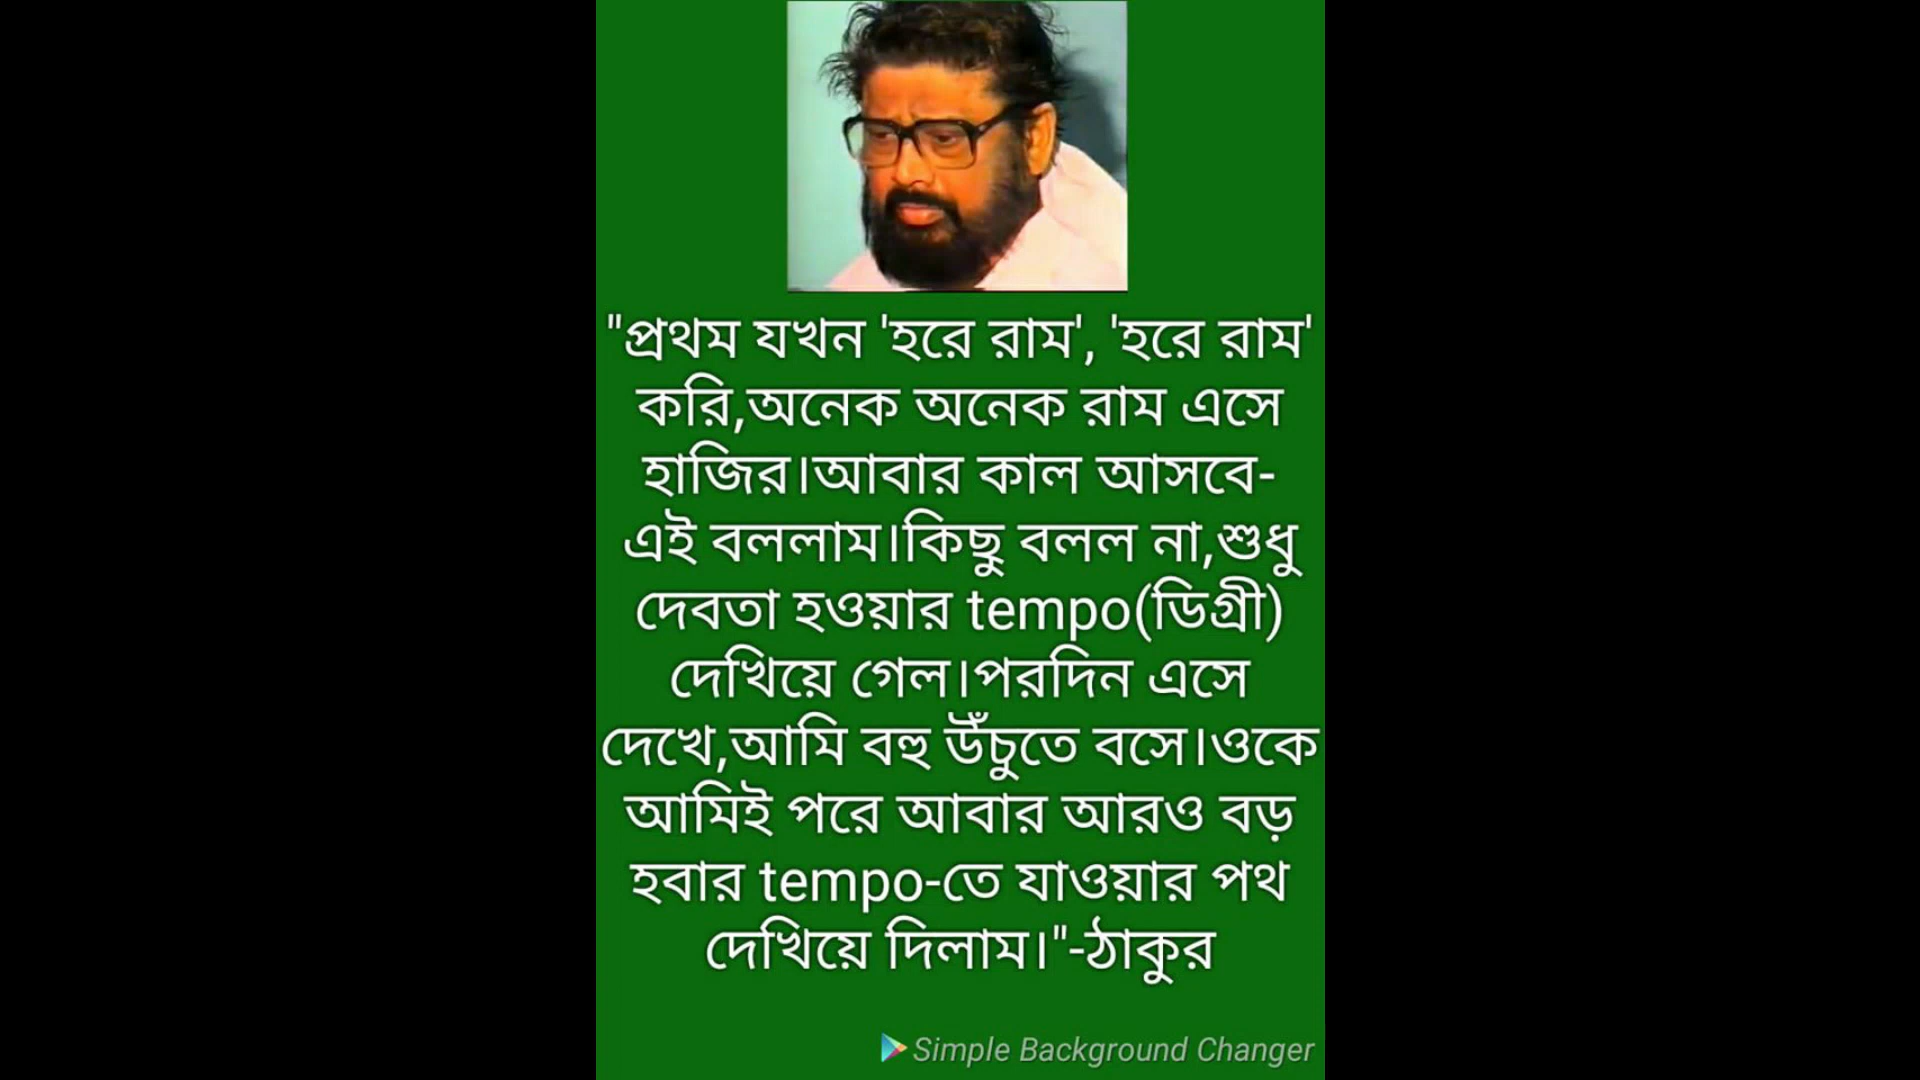 "প্রথম যখন 'হরে রাম', 'হরে রাম'
করি,অনেক অনেক রাম এসে
হাজির।আবার কাল আসবে-
এই বললাম।কিছু বলল না,শুধু
দেবতা হওয়ার tempo(ডিগ্রী)
দেখিয়ে গেল।পরদিন এসে
দেখে,আমি বহু উঁচুতে বসে।ওকে
আমিই পরে আবার আরও বড়
হবার tempo-তে যাওয়ার পথ
দেখিয়ে দিলাম।"-ঠাকুর
Simple Background Changer